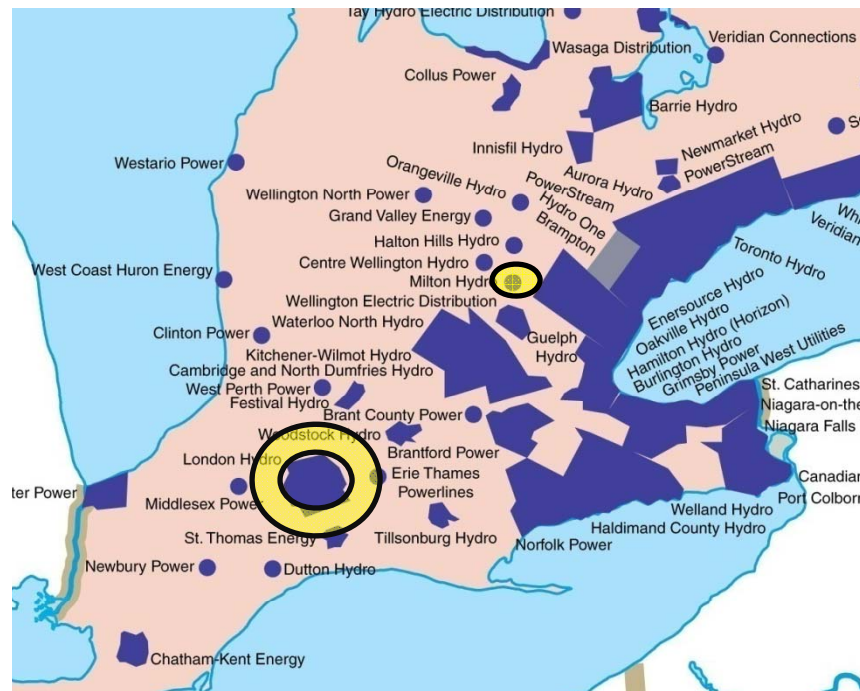 Tay Hydro Electric Distribution
Wasaga Distribution
Veridian Connections
Collus Power
Barrie Hydro
Innisfil Hydro
Newmarket Hydro
PowerStream
Aurora Hydro
Westario Power
Orangeville Hydro
PowerStream
Hydro One
Brampton
Wellington North Power
Grand Valley Energy
Halton Hills Hydro
Centre Wellington Hydro
Veridian
Toronto Hydro
West Coast Huron Energy
Milton Hydro
Wellington Electric Distribution
Enersource Hydro
Oakville Hydro
Hamilton Hydro (Horizon)
Burlington Hydro
Grimsby Power
Peninsula West Utilities
Clinton Power
Waterloo North Hydro
Guelph
Hydro
Kitchener-Wilmot Hydro
Cambridge and North Dumfries Hydro
West Perth Power
Festival Hydro
St. Catharines
Niagara-on-the
Niagara Falls
Brant County Power
Woodstock Hydro
Brantford Power
London Hydro
Erie Thames
Powerlines
Middlesex Power
ter Power
Canadian
Port Colborn
Welland Hydro
Haldimand County Hydro
Norfolk Power
Tillsonburg Hydro
St. Thomas Energy
Newbury Power
Dutton Hydro
Chatham-Kent Energy